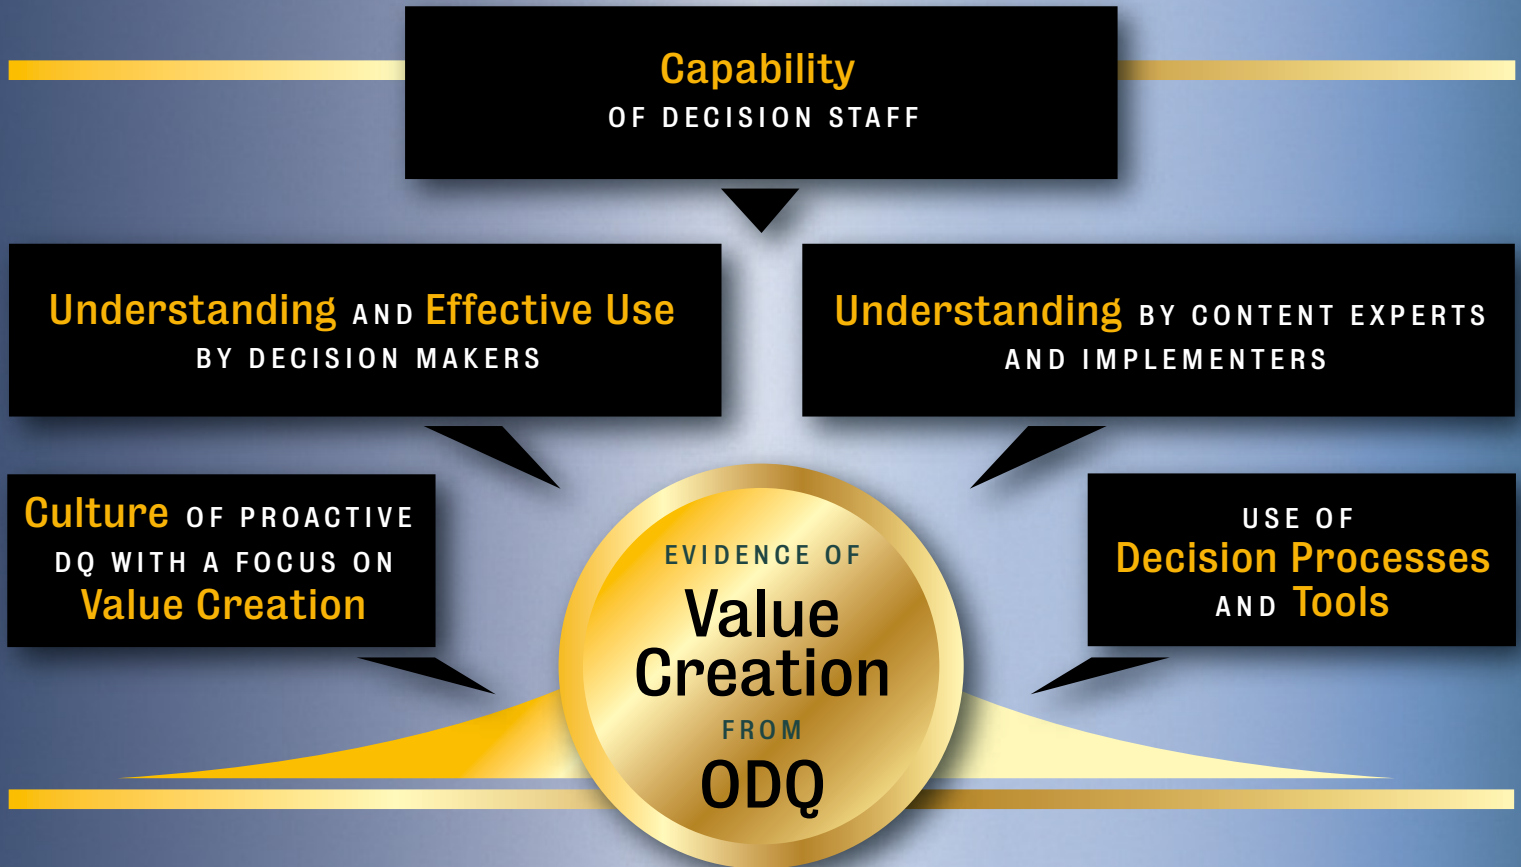 Capability
OF DECISION STAFF
Understanding AND Effective Use
BY DECISION MAKERS
Understanding BY CONTENT EXPERTS
AND IMPLEMENTERS
Culture OF PROACTIVE
DQ WITH A FOCUS ON
Value Creation
EVIDENCE OF
Value
Creation
FROM
ODQ
USE OF
Decision Processes
AND Tools